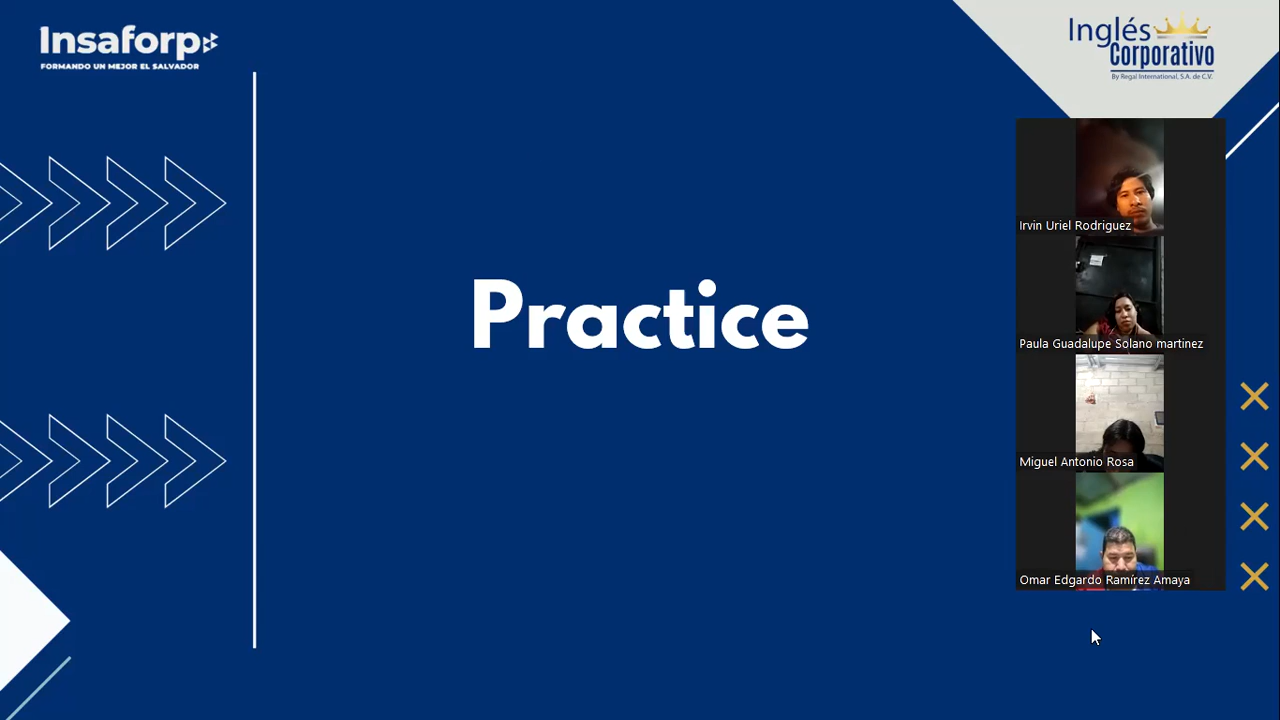 Insaforp
FORMANDO UN MEJOR EL SALVADOR
Inglés
Corporativo
By Regal International, S.A. de C.V.
Practice
Irvin Uriel Rodriguez
Paula Guadalupe Solano martinez
Miguel Antonio Rosa
Omar Edgardo Ramírez Amaya